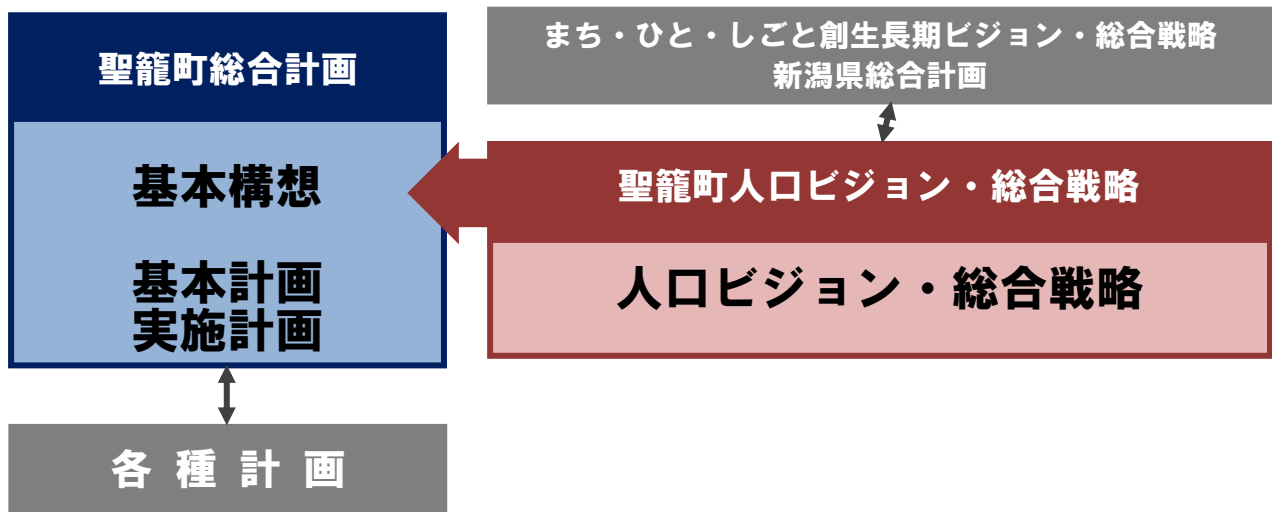 聖籠町総合計画
基本構想
基本計画
実施計画
各種計画
まち・ひと・しごと創生長期ビジョン・総合戦略
新潟県総合計画
聖籠町人口ビジョン・総合戦略
人口ビジョン・総合戦略